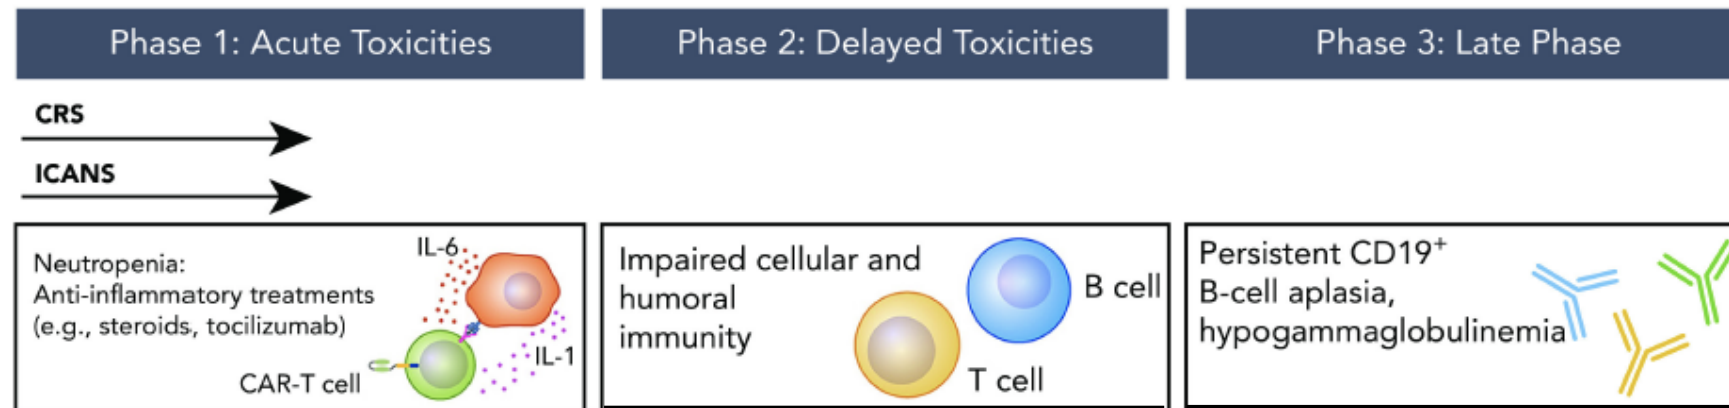 Phase 1: Acute Toxicities
Phase 2: Delayed Toxicities
Phase 3: Late Phase
CRS
ICANS
Neutropenia:
Anti-inflammatory treatments
(e.g., steroids, tocilizumab)
IL-6
IL-1
CAR-T cell
Impaired cellular and
humoral
immunity
B cell
T cell
Persistent CD19⁺
B-cell aplasia,
hypogammaglobulinemia